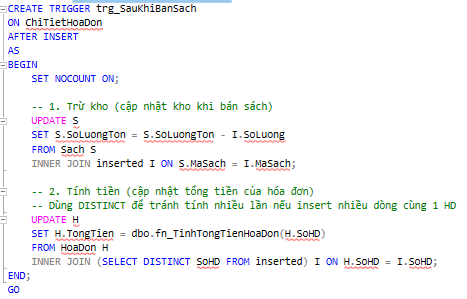 CREATE TRIGGER trg_SauKhiBanSach
ON ChiTietHoaDon
AFTER INSERT
AS
BEGIN
SET NOCOUNT ON;
-- 1. Trừ kho (cập nhật kho khi bán sách)
UPDATE S
SET S.SoLuongTon = S.SoLuongTon - I.SoLuong
FROM Sach S
INNER JOIN inserted I ON S.MaSach = I.MaSach;
-- 2. Tính tiền (cập nhật tổng tiền của hóa đơn)
-- Dùng DISTINCT để tránh tính nhiều lần nếu insert nhiều dòng cùng 1 HD
UPDATE H
SET H.TongTien = dbo.fn_TinhTongTienHoaDon(H.SoHD)
FROM HoaDon H
INNER JOIN (SELECT DISTINCT SoHD FROM inserted) I ON H.SoHD = I.SoHD;
END;
GO